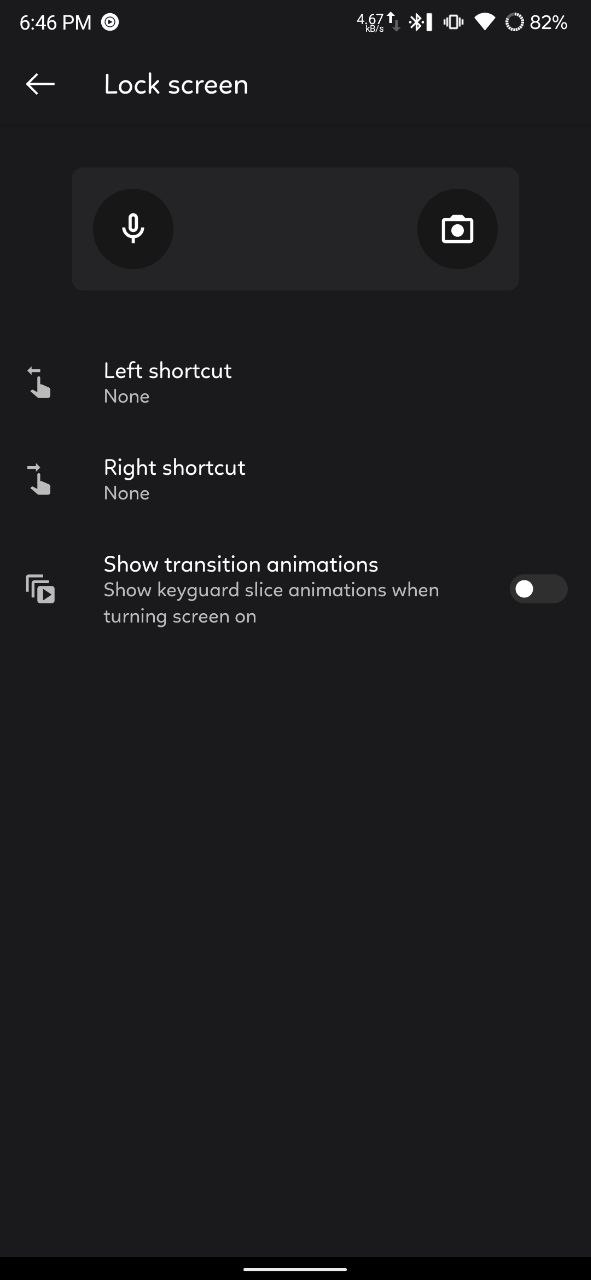 6:46 PM
4.67
kB/s
82%
Lock screen
Left shortcut
None
Right shortcut
None
Show transition animations
Show keyguard slice animations when
turning screen on